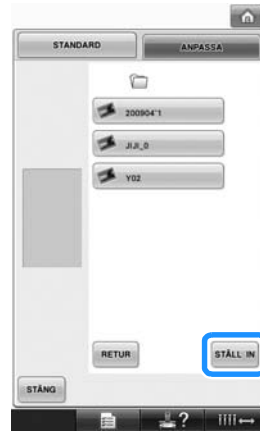 STANDARD ANPASSA
200904~1
JIJI_0
Y02
RETUR STÄLL IN
STÄNG
?